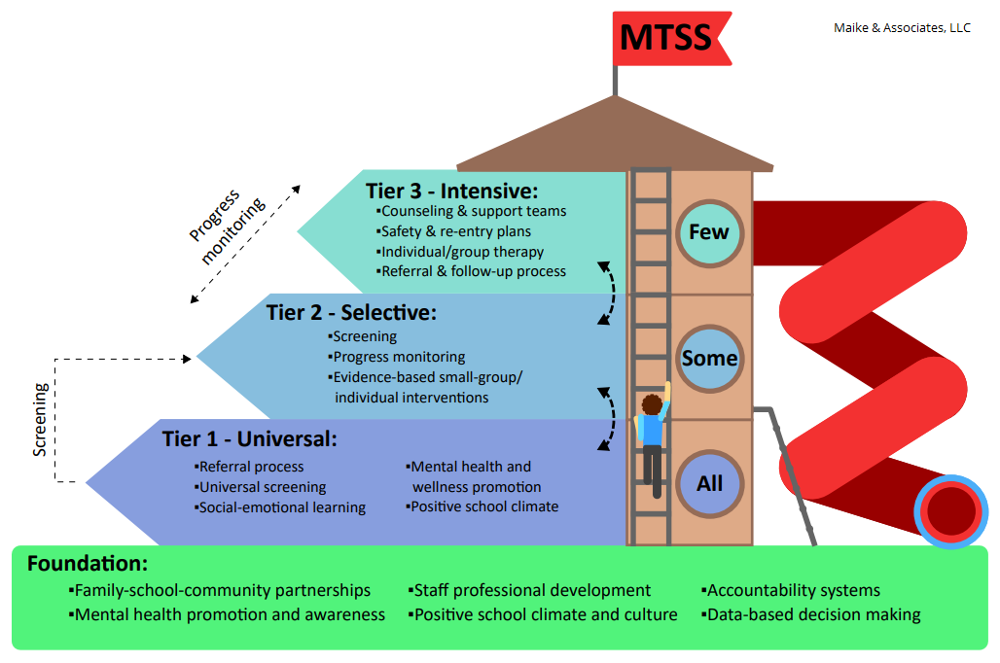 MTSS
Maike & Associates, LLC
Progress
monitoring
Tier 3 - Intensive:
▪Counseling & support teams
▪Safety & re-entry plans
▪Individual/group therapy
▪Referral & follow-up process
Few
Tier 2 - Selective:
▪Screening
▪Progress monitoring
▪Evidence-based small-group/
individual interventions
Some
Screening
Tier 1 - Universal:
▪Referral process
▪Universal screening
▪Social-emotional learning
▪Mental health and
wellness promotion
▪Positive school climate
All
Foundation:
▪Family-school-community partnerships
▪Mental health promotion and awareness
▪Staff professional development
▪Positive school climate and culture
▪Accountability systems
▪Data-based decision making